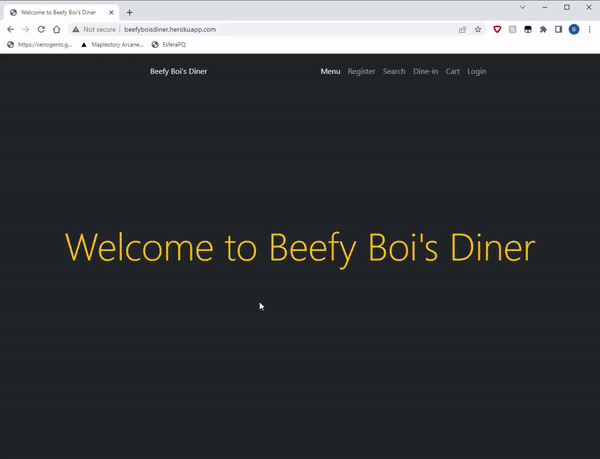 Welcome to Beefy Boi's Diner
Not secure beefyboisdiner.herokuapp.com
https://xenogents.g... Maplestory Arcane... EsferaPQ
Beefy Boi's Diner Menu Register Search Dine-in Cart Login
Welcome to Beefy Boi's Diner